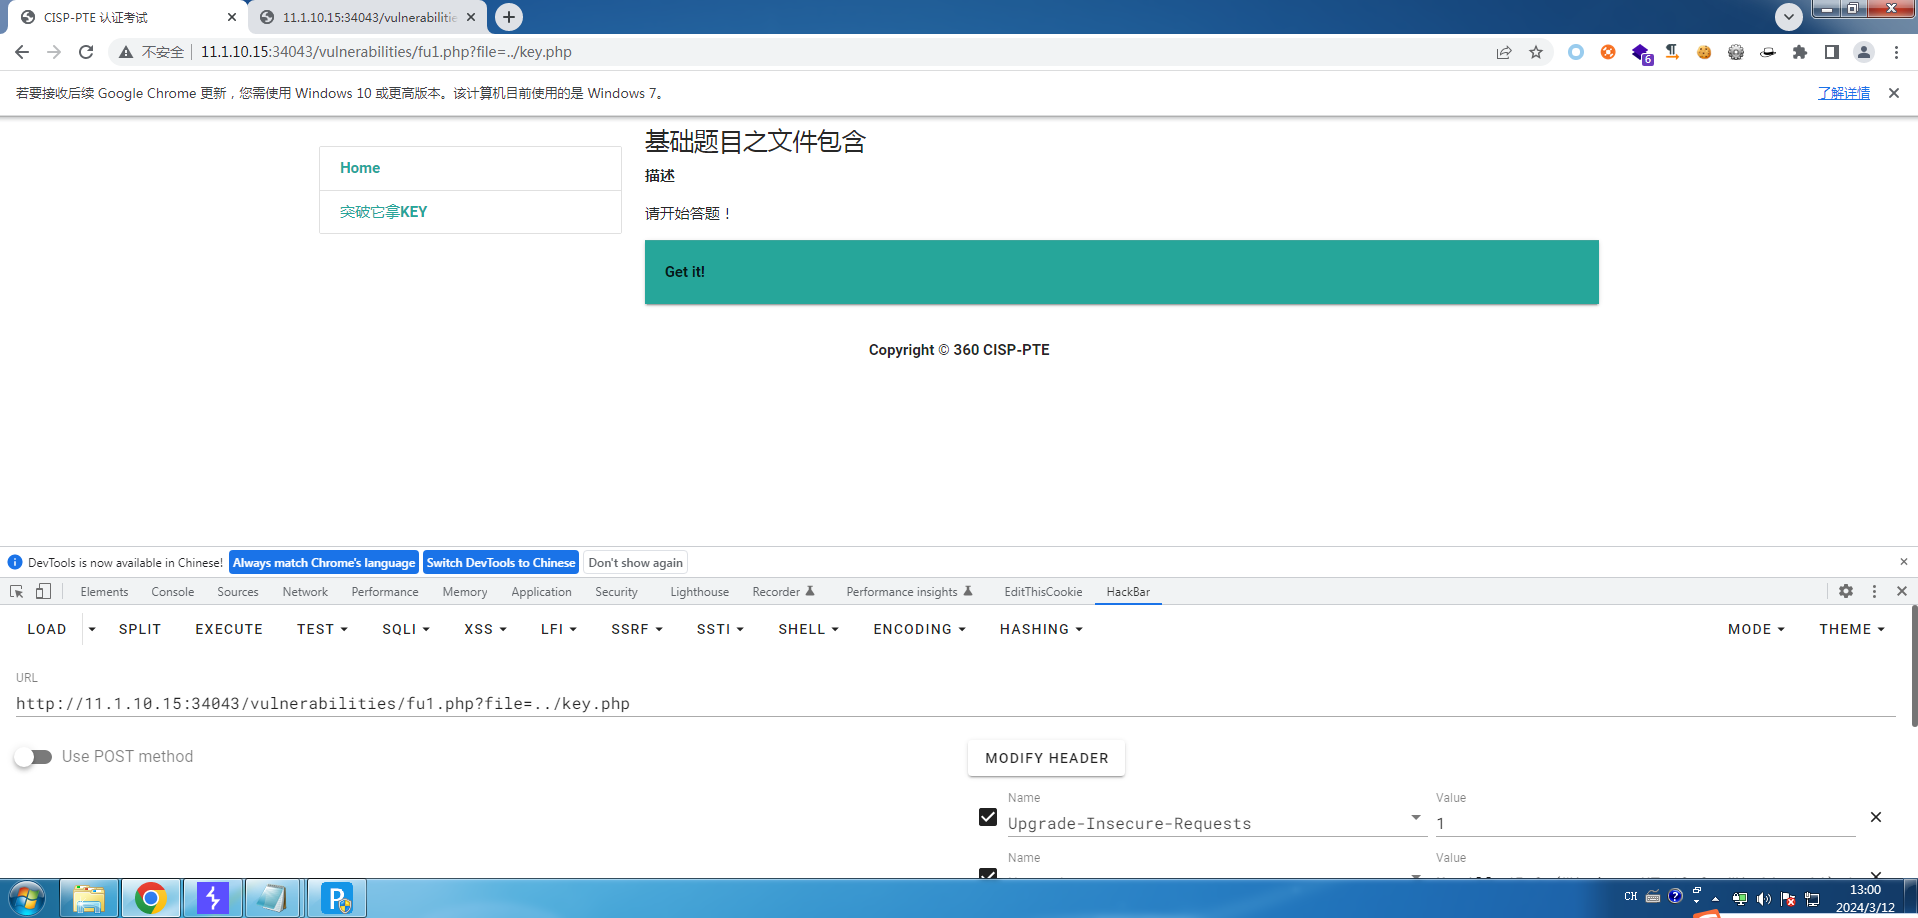 CISP-PTE 认证考试
11.1.10.15:34043/vulnerabilitie
不安全
11.1.10.15:34043/vulnerabilities/fu1.php?file=../key.php
6
若要接收后续 Google Chrome 更新，您需使用 Windows 10 或更高版本。该计算机目前使用的是 Windows 7。
了解详情
基础题目之文件包含
Home
描述
突破它拿KEY
请开始答题！
Get it!
Copyright © 360 CISP-PTE
DevTools is now available in Chinese!
Always match Chrome's language
Switch DevTools to Chinese
Don't show again
Elements
Console
Sources
Network
Performance
Memory
Application
Security
Lighthouse
Recorder
Performance insights
EditThisCookie
HackBar
LOAD
SPLIT
EXECUTE
TEST
SQLI
XSS
LFI
SSRF
SSTI
SHELL
ENCODING
HASHING
MODE
THEME
URL
http://11.1.10.15:34043/vulnerabilities/fu1.php?file=../key.php
Use POST method
MODIFY HEADER
Name
Value
Upgrade-Insecure-Requests
1
Name
Value
CH
13:00
2024/3/12